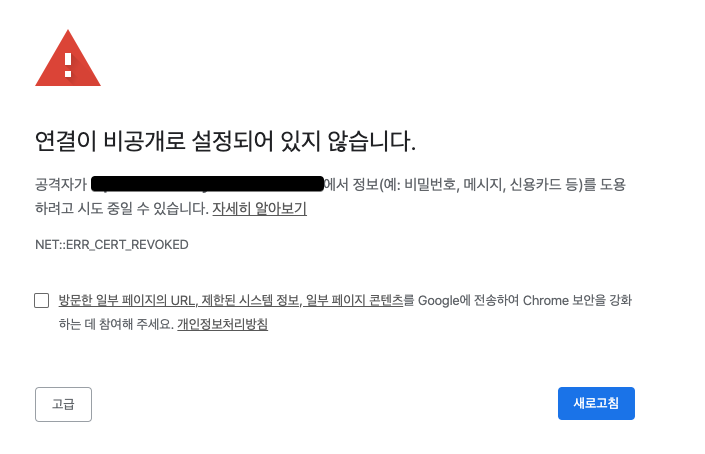 연결이 비공개로 설정되어 있지 않습니다.
공격자가 에서 정보(예: 비밀번호, 메시지, 신용카드 등)를 도용
하려고 시도 중일 수 있습니다. 자세히 알아보기
NET::ERR_CERT_REVOKED
방문한 일부 페이지의 URL, 제한된 시스템 정보, 일부 페이지 콘텐츠를 Google에 전송하여 Chrome 보안을 강화
하는 데 참여해 주세요. 개인정보처리방침
고급
새로고침